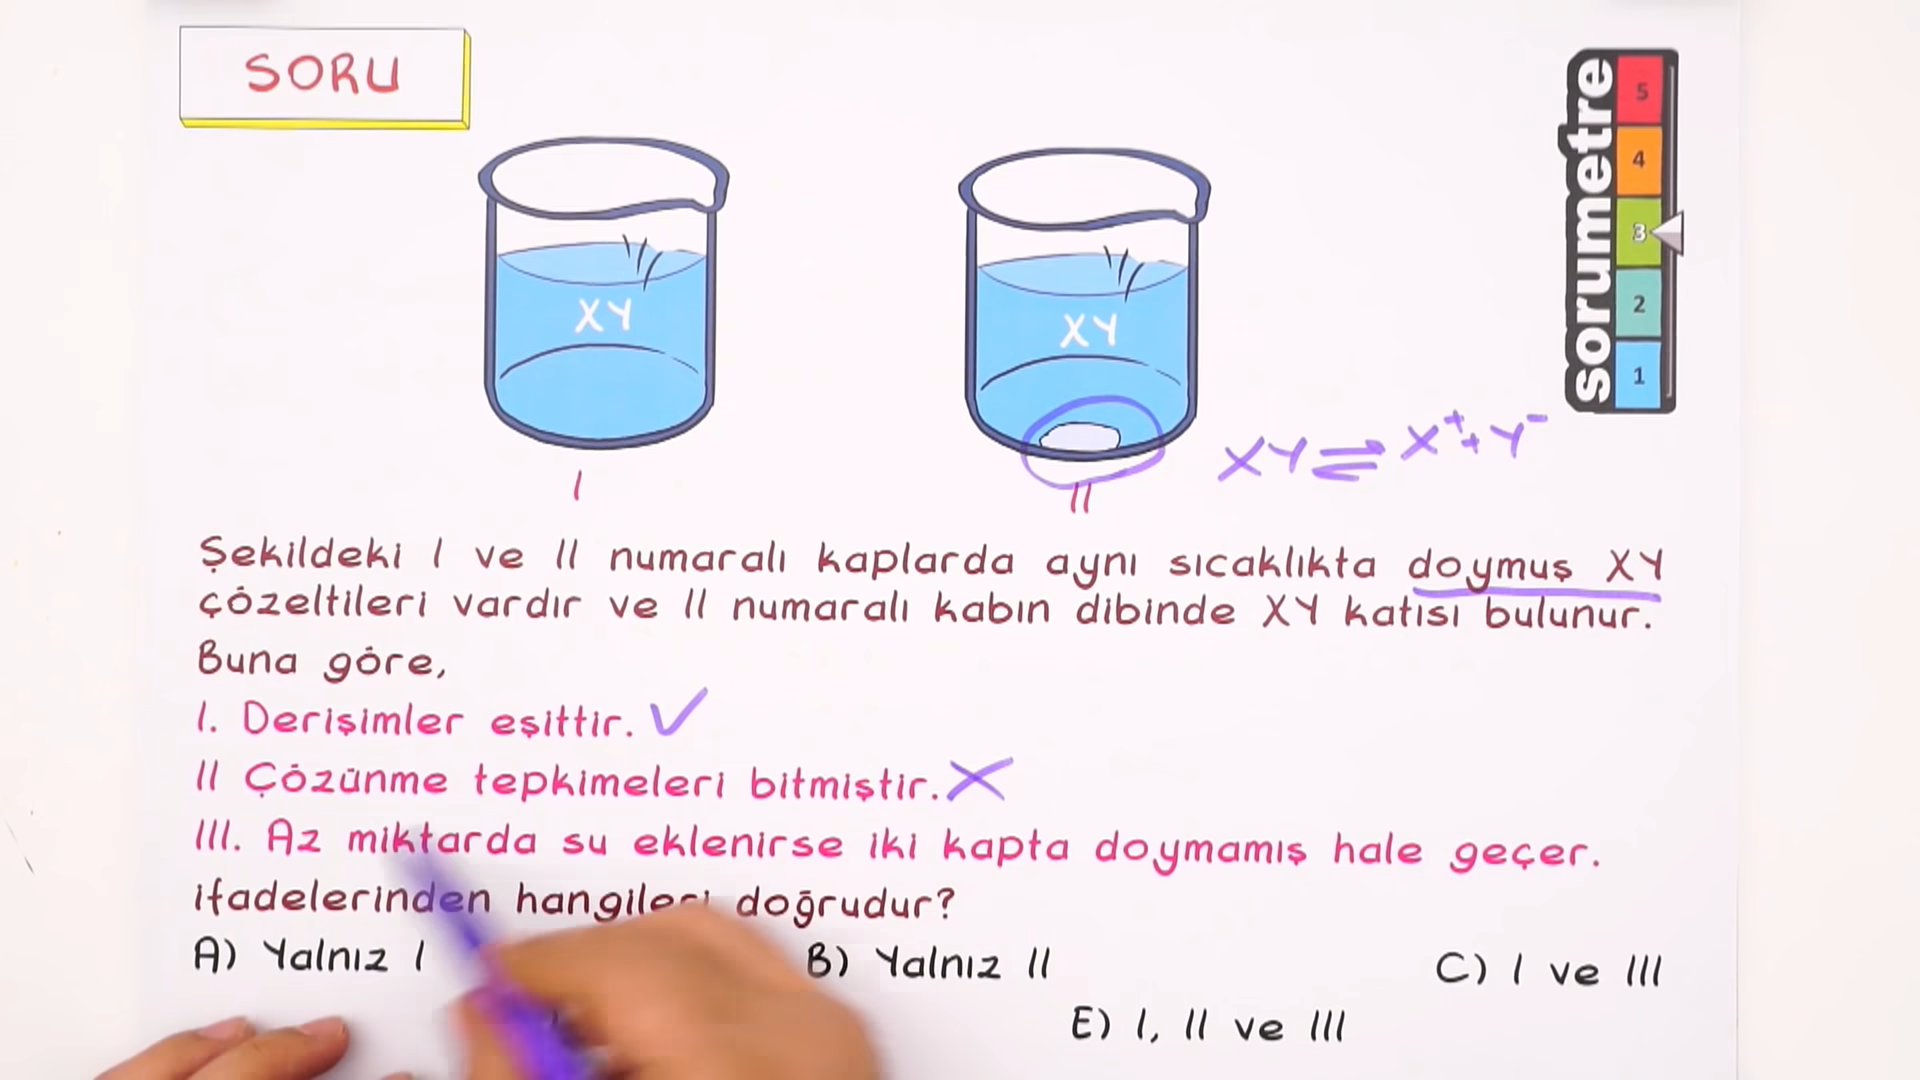 SORU
sorumetre
5
4
3
2
1
XY
XY
I
II
XY ⇌ X⁺ + Y⁻
Şekildeki I ve II numaralı kaplarda aynı sıcaklıkta doymuş XY
çözeltileri vardır ve II numaralı kabın dibinde XY katısı bulunur.
Buna göre,
I. Derişimler eşittir. ✓
II Çözünme tepkimeleri bitmiştir. X
III. Az miktarda su eklenirse iki kapta doymamış hale geçer.
ifadelerinden hangileri doğrudur?
A) Yalnız I B) Yalnız II C) I ve III
E) I, II ve III